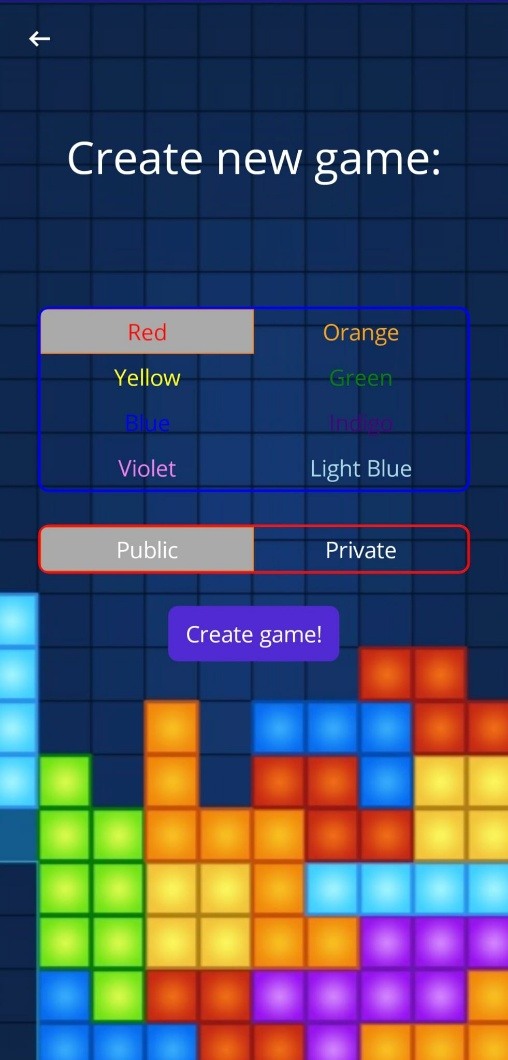 Create new game:
Red Orange
Yellow Green
Blue Indigo
Violet Light Blue
Public Private
Create game!